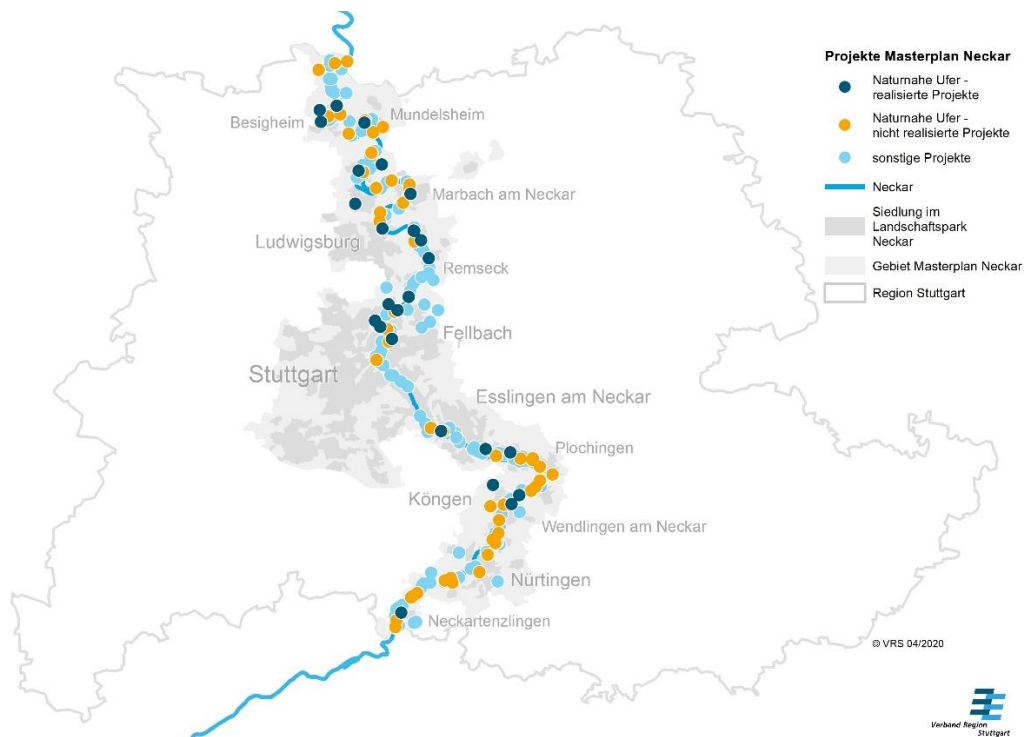 Projekte Masterplan Neckar
Naturnahe Ufer -
realisierte Projekte
Naturnahe Ufer -
nicht realisierte Projekte
sonstige Projekte
Neckar
Siedlung im
Landschaftspark
Neckar
Gebiet Masterplan Neckar
Region Stuttgart
Besigheim
Mundelsheim
Marbach am Neckar
Ludwigsburg
Remseck
Fellbach
Stuttgart
Esslingen am Neckar
Plochingen
Köngen
Wendlingen am Neckar
Nürtingen
Neckartenzlingen
© VRS 04/2020
Verband Region
Stuttgart